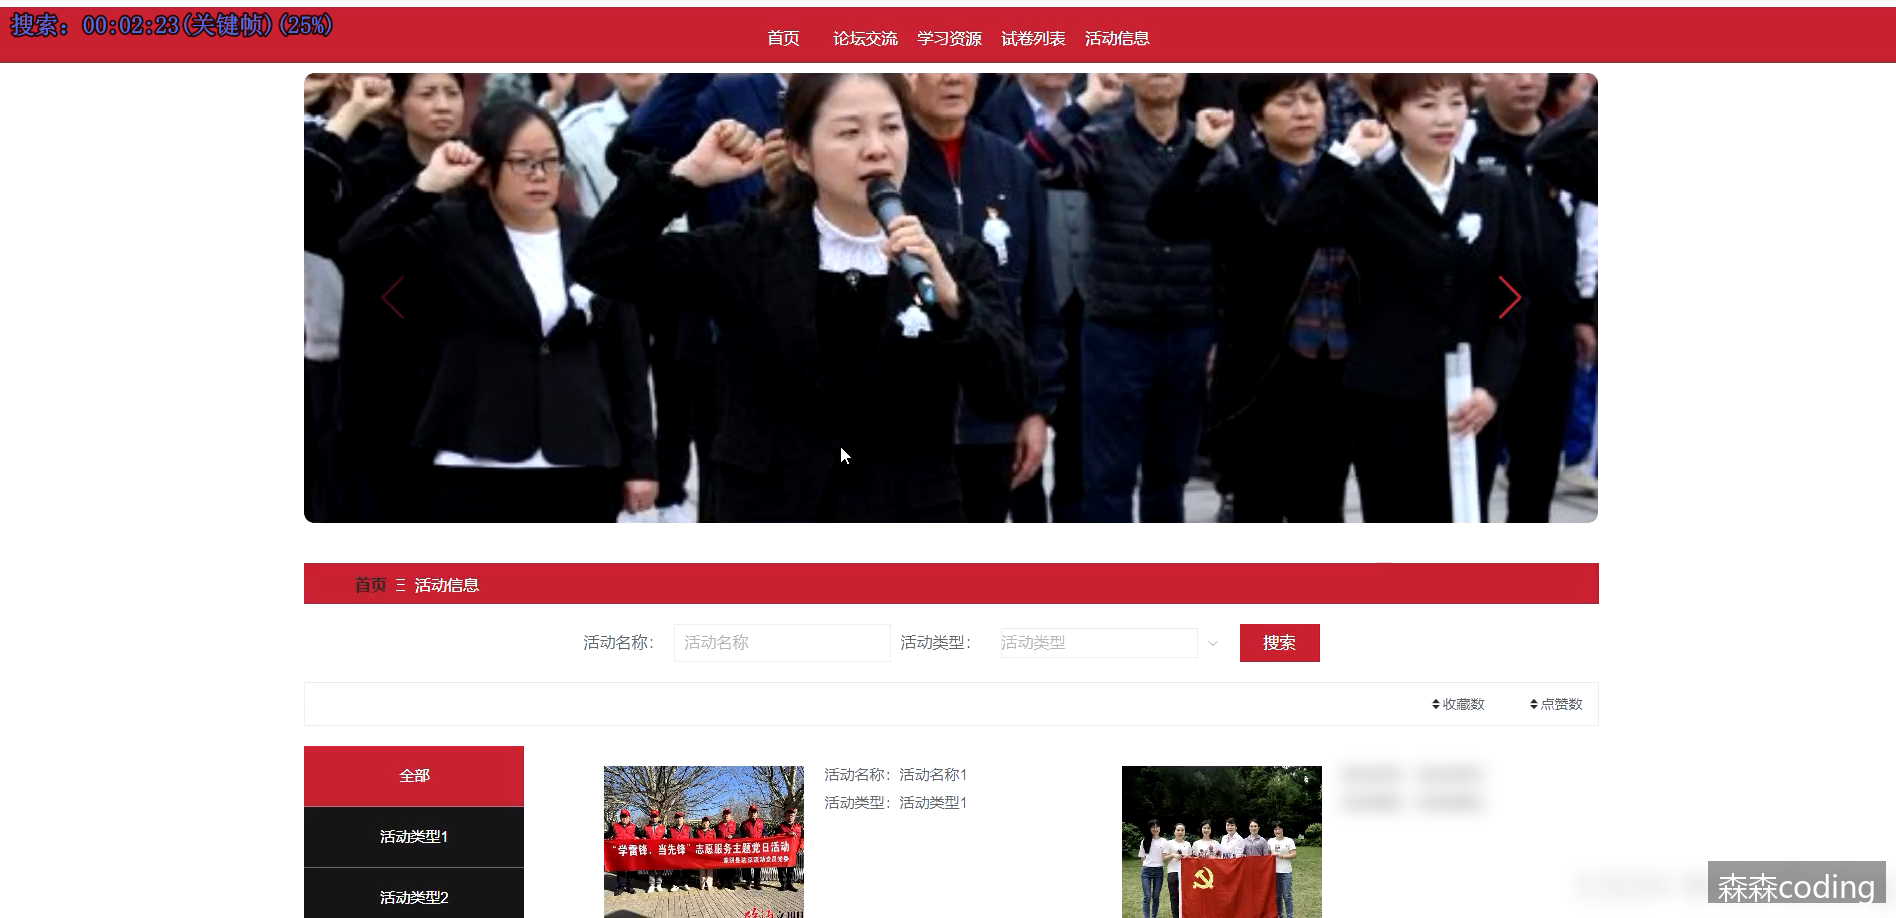 搜索：00:02:23(关键帧)(25%)
首页 论坛交流 学习资源 试卷列表 活动信息
首页 三 活动信息
活动名称： 活动名称 活动类型： 活动类型 搜索
收藏数 点赞数
全部
活动类型1
活动类型2
活动名称：活动名称1
活动类型：活动类型1
“学雷锋、当先锋”志愿服务主题党日活动
森森coding